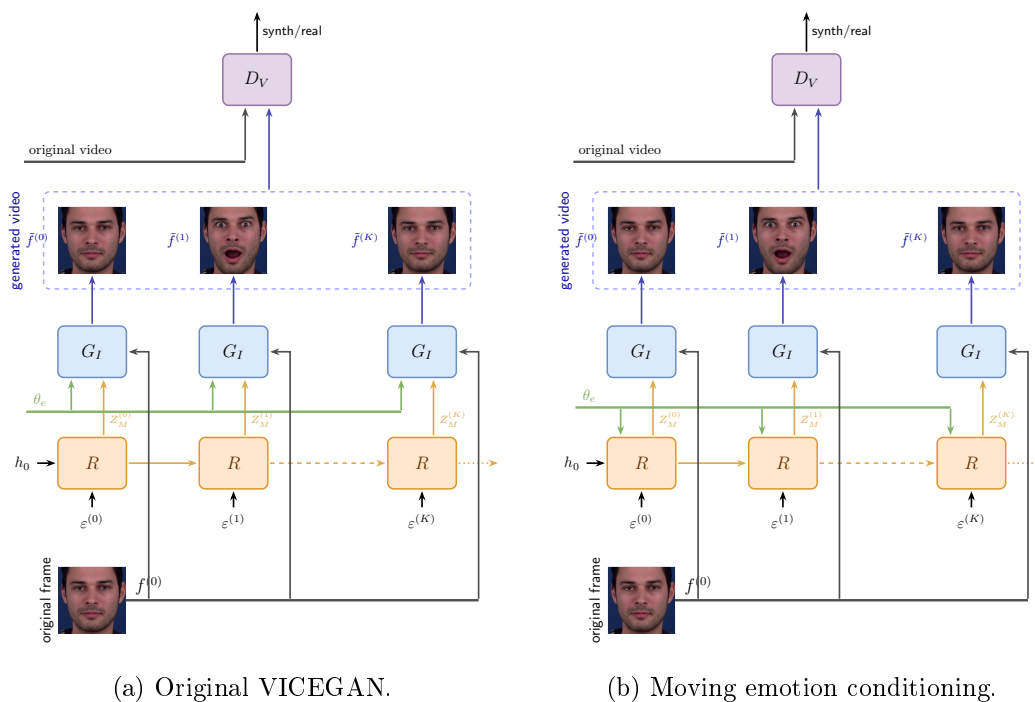 synth/real
D_V
original video
generated video
f̃^(0)
f̃^(1)
f̃^(K)
G_I
G_I
G_I
θ_e
Z_M^(0)
Z_M^(1)
Z_M^(K)
h_0
R
R
R
ε^(0)
ε^(1)
ε^(K)
original frame
f^(0)
(a) Original VICEGAN.
synth/real
D_V
original video
generated video
f̃^(0)
f̃^(1)
f̃^(K)
G_I
G_I
G_I
θ_e
Z_M^(0)
Z_M^(1)
Z_M^(K)
h_0
R
R
R
ε^(0)
ε^(1)
ε^(K)
original frame
f^(0)
(b) Moving emotion conditioning.